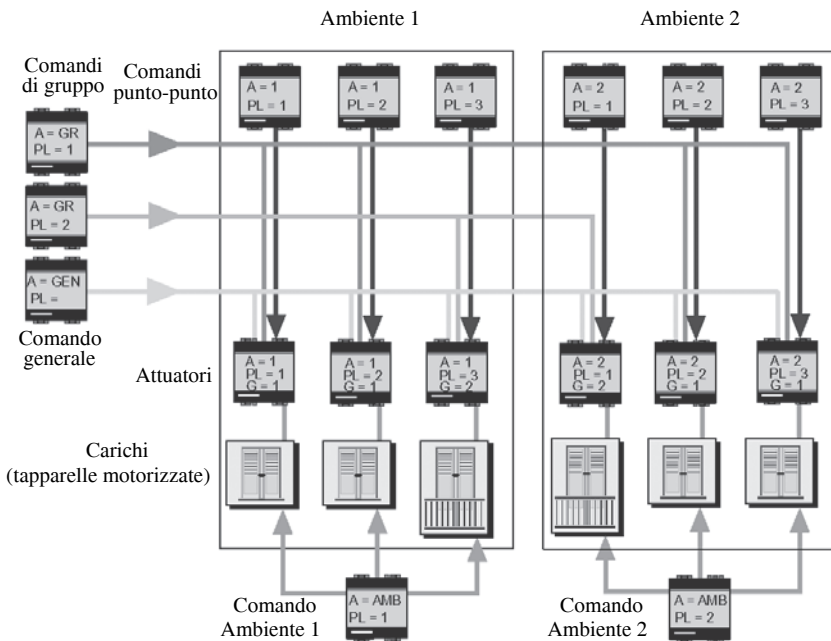 Ambiente 1
Ambiente 2
Comandi
di gruppo
Comandi
punto-punto
A = 1
PL = 1
A = 1
PL = 2
A = 1
PL = 3
A = 2
PL = 1
A = 2
PL = 2
A = 2
PL = 3
A = GR
PL = 1
A = GR
PL = 2
A = GEN
PL =
Comando
generale
Attuatori
A = 1
PL = 1
G = 1
A = 1
PL = 2
G = 1
A = 1
PL = 3
G = 2
A = 2
PL = 1
G = 2
A = 2
PL = 2
G = 1
A = 2
PL = 3
G = 1
Carichi
(tapparelle motorizzate)
Comando
Ambiente 1
A = AMB
PL = 1
Comando
Ambiente 2
A = AMB
PL = 2